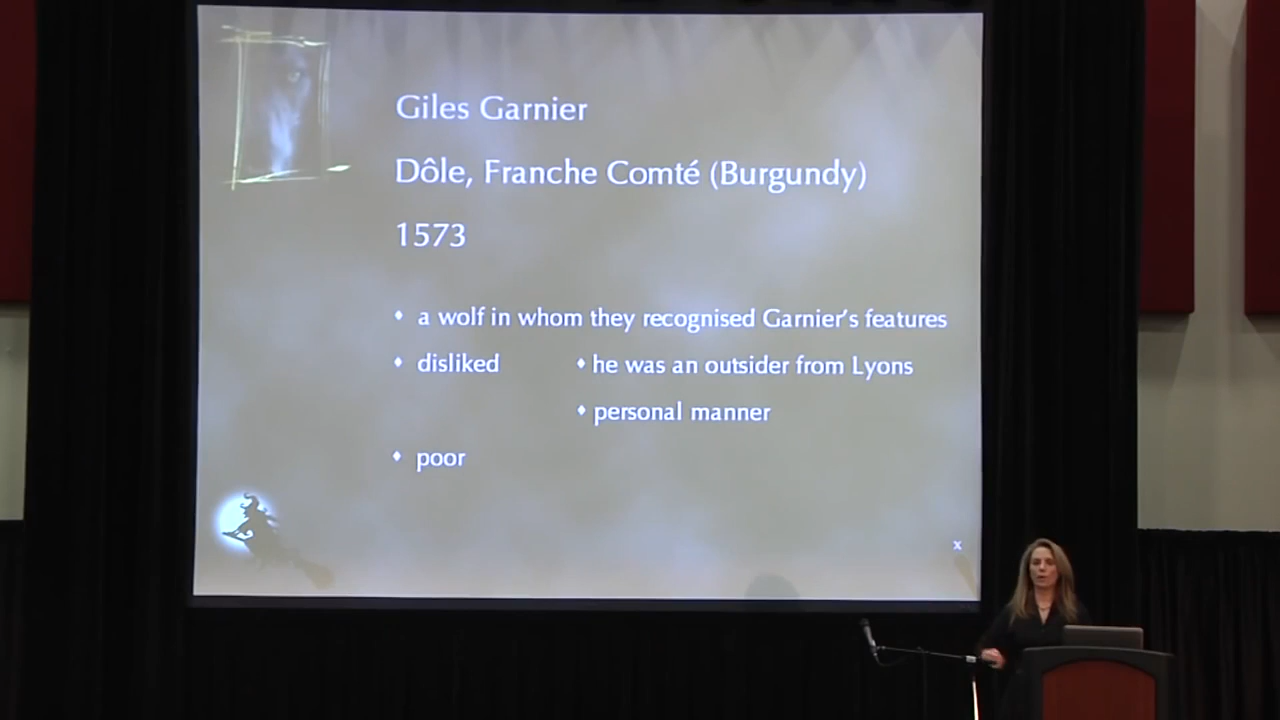 Giles Garnier
Dôle, Franche Comté (Burgundy)
1573
a wolf in whom they recognised Garnier's features
disliked
he was an outsider from Lyons
personal manner
poor
x